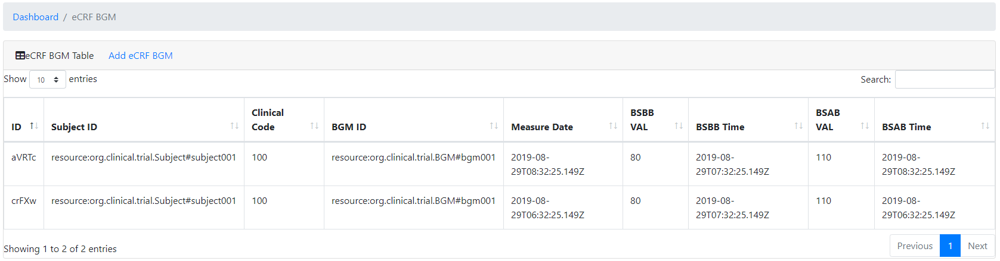 Dashboard / eCRF BGM
eCRF BGM Table Add eCRF BGM
Show 10 entries Search:
ID Subject ID Clinical Code BGM ID Measure Date BSBB VAL BSBB Time BSAB VAL BSAB Time
aVRTc resource:org.clinical.trial.Subject#subject001 100 resource:org.clinical.trial.BGM#bgm001 2019-08-29T08:32:25.149Z 80 2019-08-29T07:32:25.149Z 110 2019-08-29T08:32:25.149Z
crFXw resource:org.clinical.trial.Subject#subject001 100 resource:org.clinical.trial.BGM#bgm001 2019-08-29T06:32:25.149Z 80 2019-08-29T07:32:25.149Z 110 2019-08-29T06:32:25.149Z
Showing 1 to 2 of 2 entries Previous 1 Next